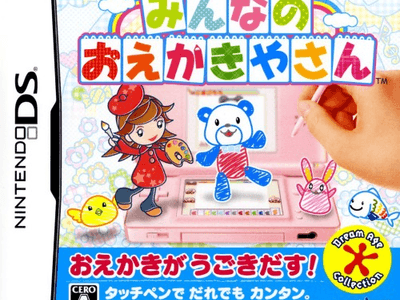 みんなの
おえかきやさん
TM
NINTENDO DS
Dream Age
Collection
おえかきがうごきだす!
CERO
A
タッチペンで だれでも カンタン。